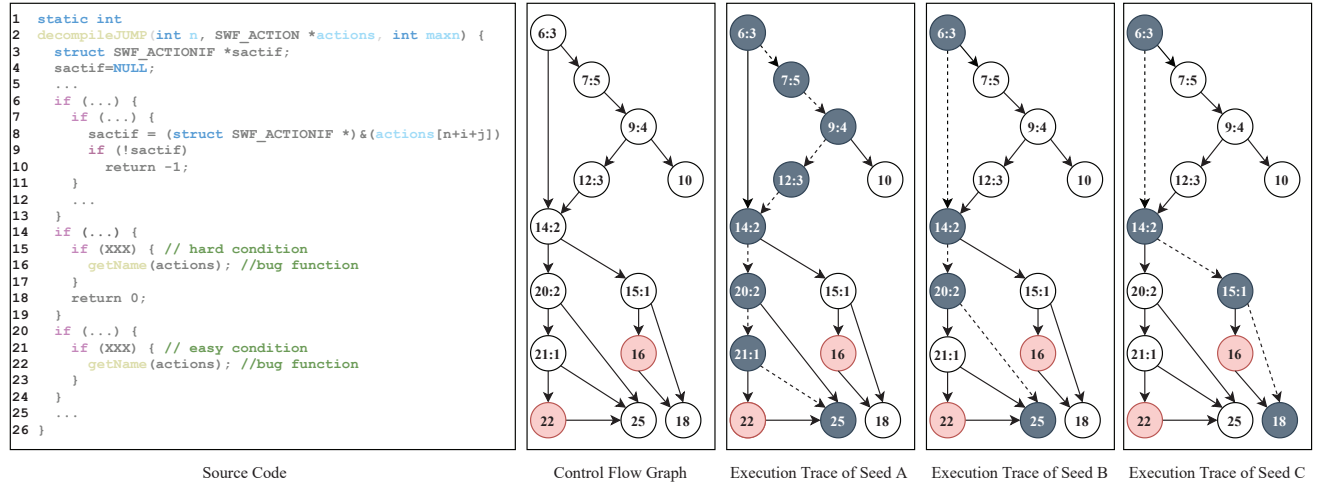 1 static int
2 decompileJUMP(int n, SWF_ACTION *actions, int maxn) {
3 struct SWF_ACTIONIF *sactif;
4 sactif=NULL;
5 ...
6 if (...) {
7 if (...) {
8 sactif = (struct SWF_ACTIONIF *)&(actions[n+i+j])
9 if (!sactif)
10 return -1;
11 }
12 ...
13 }
14 if (...) {
15 if (XXX) { // hard condition
16 getName(actions); //bug function
17 }
18 return 0;
19 }
20 if (...) {
21 if (XXX) { // easy condition
22 getName(actions); //bug function
23 }
24 }
25 ...
26 }
Source Code
6:3
7:5
9:4
12:3 10
14:2
20:2 15:1
21:1 16
22 25 18
Control Flow Graph
6:3
7:5
9:4
12:3 10
14:2
20:2 15:1
21:1 16
22 25 18
Execution Trace of Seed A
6:3
7:5
9:4
12:3 10
14:2
20:2 15:1
21:1 16
22 25 18
Execution Trace of Seed B
6:3
7:5
9:4
12:3 10
14:2
20:2 15:1
21:1 16
22 25 18
Execution Trace of Seed C